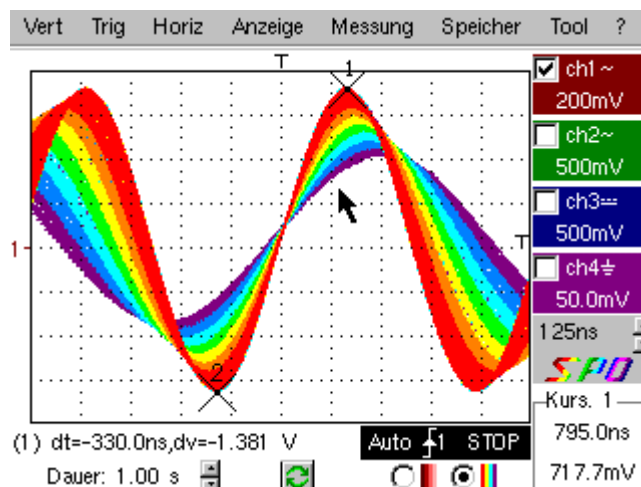 Vert Trig Horiz Anzeige Messung Speicher Tool ?
T
1
ch1~
200mV
ch2~
500mV
1
T
ch3
500mV
ch4
50.0mV
125ns
SPO
2
Kurs. 1
795.0ns
717.7mV
(1) dt=-330.0ns,dv=-1.381 V
Auto 1 STOP
Dauer: 1.00 s